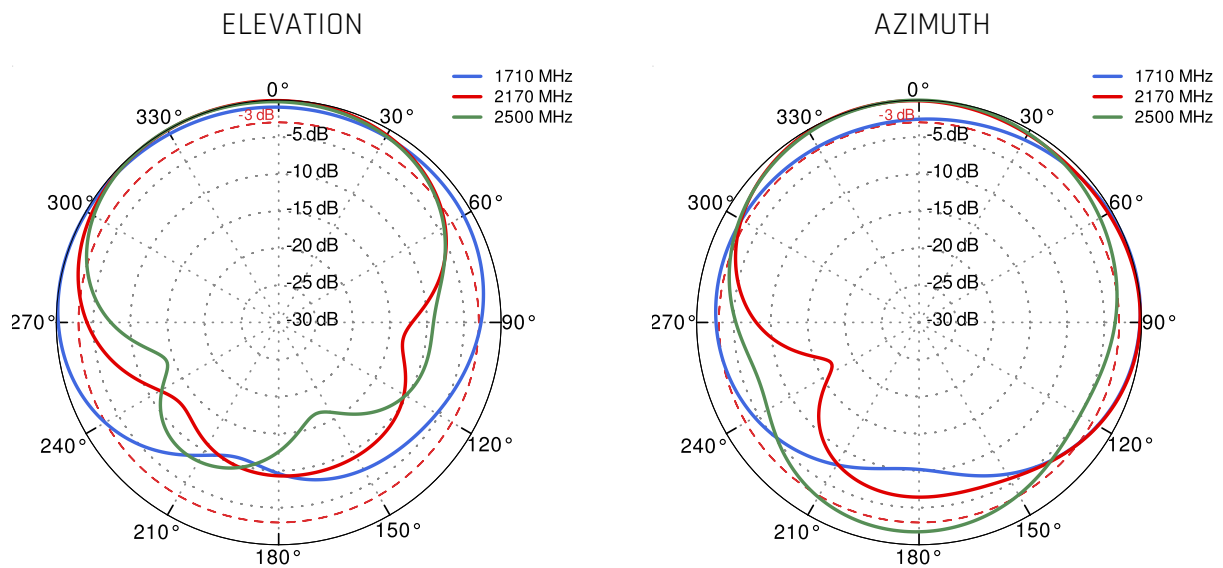 ELEVATION
1710 MHz
2170 MHz
2500 MHz
0°
330°
30°
-3 dB
-5 dB
-10 dB
300°
60°
-15 dB
-20 dB
-25 dB
270°
-30 dB
90°
240°
120°
210°
150°
180°
AZIMUTH
1710 MHz
2170 MHz
2500 MHz
0°
330°
30°
-3 dB
-5 dB
-10 dB
300°
60°
-15 dB
-20 dB
-25 dB
270°
-30 dB
90°
240°
120°
210°
150°
180°